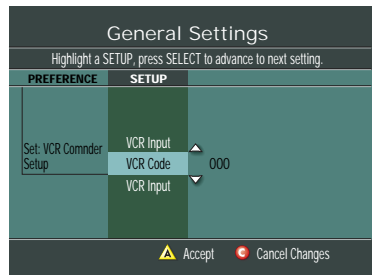 General Settings
Highlight a SETUP, press SELECT to advance to next setting.
PREFERENCE SETUP
VCR Input
Set: VCR Comnder
Setup
VCR Code 000
VCR Input
A Accept C Cancel Changes